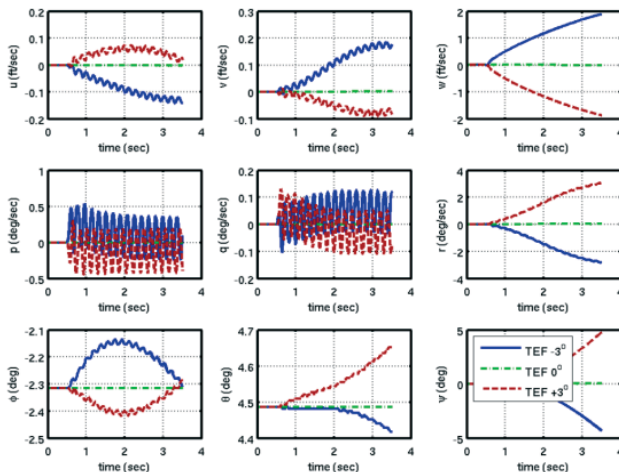 0.2
0.1
0
-0.1
-0.2
u (ft/sec)
0 1 2 3 4
time (sec)
0.3
0.2
0.1
0
-0.1
v (ft/sec)
0 1 2 3 4
time (sec)
2
1
0
-1
-2
w (ft/sec)
0 1 2 3 4
time (sec)
1
0.5
0
-0.5
p (deg/sec)
0 1 2 3 4
time (sec)
0.2
0.1
0
-0.1
-0.2
q (deg/sec)
0 1 2 3 4
time (sec)
4
2
0
-2
-4
r (deg/sec)
0 1 2 3 4
time (sec)
-2.1
-2.2
-2.3
-2.4
-2.5
ϕ (deg)
0 1 2 3 4
time (sec)
4.7
4.6
4.5
4.4
θ (deg)
0 1 2 3 4
time (sec)
5
0
-5
ψ (deg)
TEF -3⁰
TEF 0⁰
TEF +3⁰
0 1 2 3 4
time (sec)